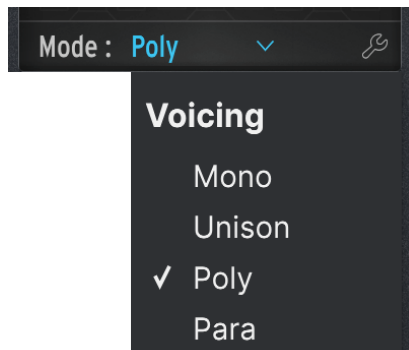 Mode : Poly
Voicing
Mono
Unison
✓ Poly
Para